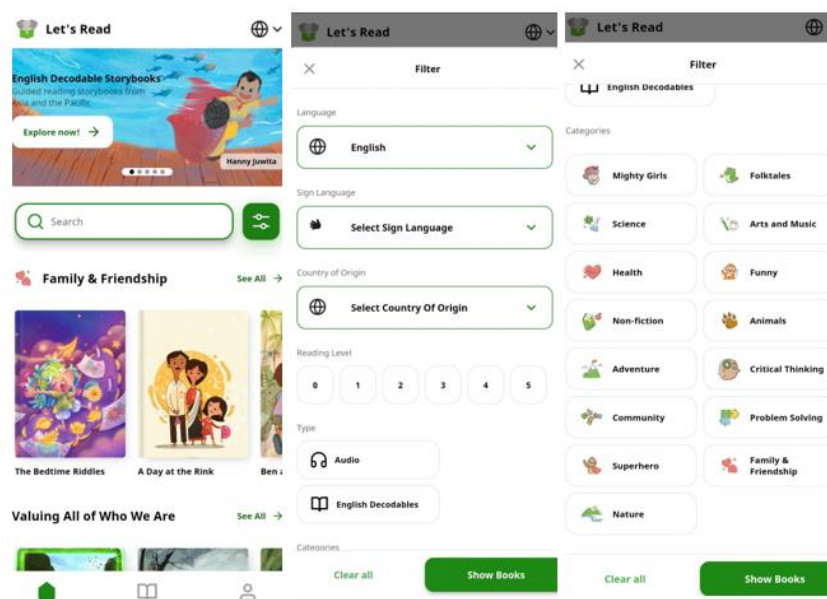 Let's Read
English Decodable Storybooks
Guided reading storybooks from
Asia and the Pacific
Explore now!
Hanny Juwita
Search
Family & Friendship
See All
The Bedtime Riddles
A Day at the Rink
Ben
Valuing All of Who We Are
See All
Let's Read
Filter
Language
English
Sign Language
Select Sign Language
Country of Origin
Select Country Of Origin
Reading Level
0 1 2 3 4 5
Type
Audio
English Decodables
Categories
Clear all
Show Books
Let's Read
Filter
English Decodables
Categories
Mighty Girls
Folktales
Science
Arts and Music
Health
Funny
Non-fiction
Animals
Adventure
Critical Thinking
Community
Problem Solving
Superhero
Family &
Friendship
Nature
Clear all
Show Books